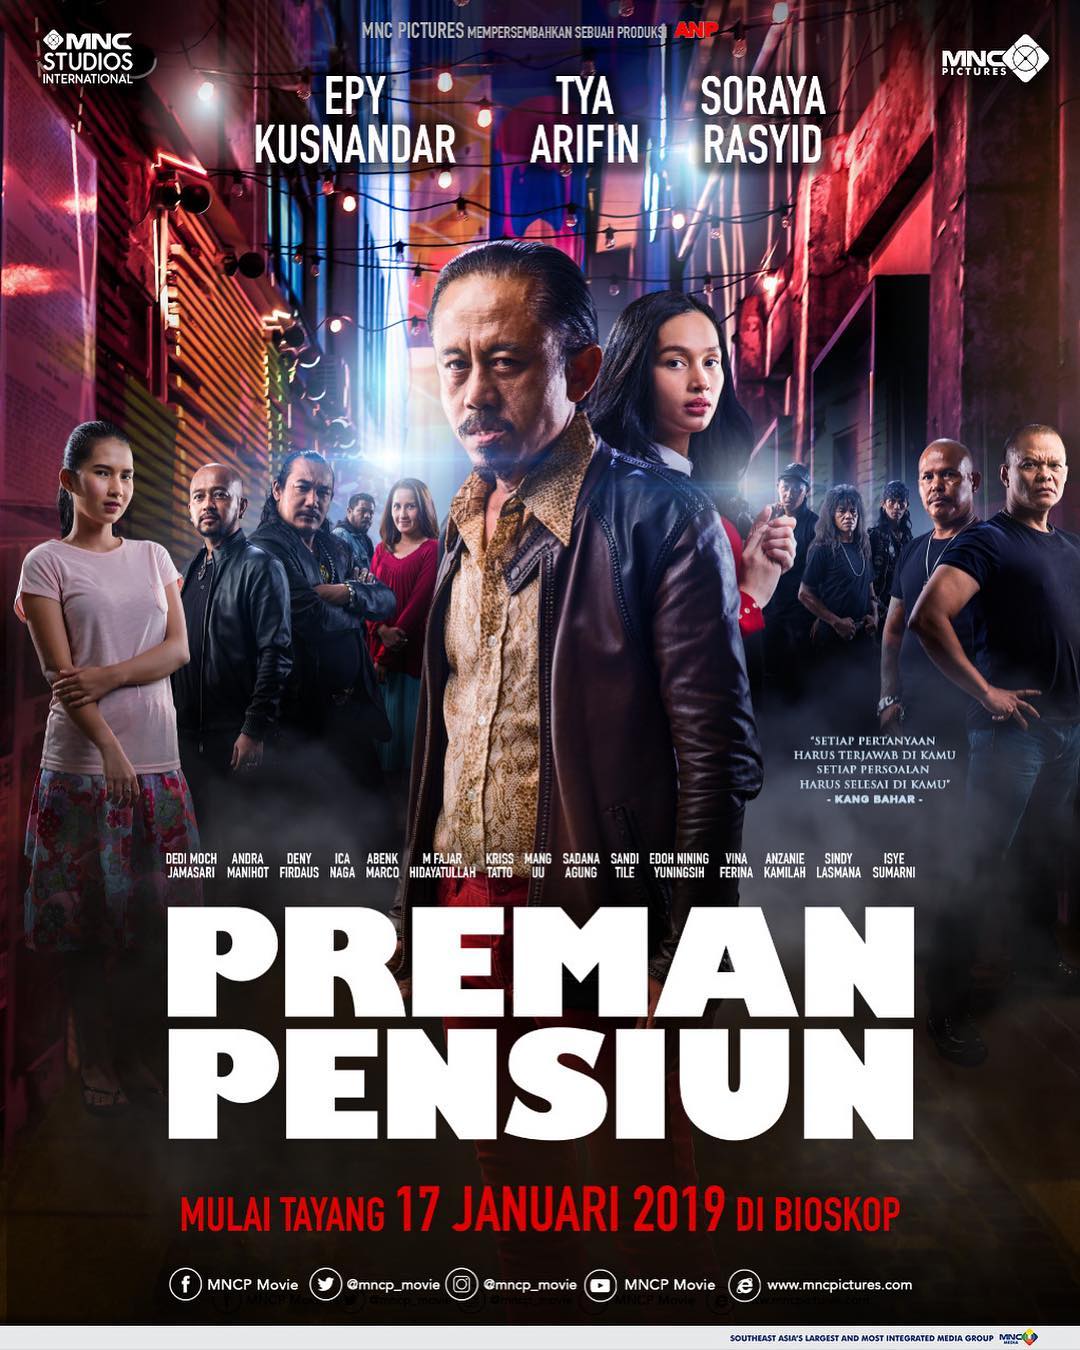 MNC PICTURES MEMPERSEMBAHKAN SEBUAH PRODUKSI ANP
MNC
STUDIOS
INTERNATIONAL
MNC
PICTURES
EPY
KUSNANDAR
TYA
ARIFIN
SORAYA
RASYID
"SETIAP PERTANYAAN
HARUS TERJAWAB DI KAMU
SETIAP PERSOALAN
HARUS SELESAI DI KAMU"
- KANG BAHAR -
DEDI MOCH JAMASARI
ANDRA MANIHOT
DENY FIRDAUS
ICA NAGA
ABENK MARCO
M FAJAR HIDAYATULLAH
KRISS TATTO
MANG UU
SADANA AGUNG
SANDI TILE
EDOH NINING YUNINGSIH
VINA FERINA
ANZANIE KAMILAH
SINDY LASMANA
ISYE SUMARNI
PREMAN
PENSIUN
MULAI TAYANG 17 JANUARI 2019 DI BIOSKOP
MNCP Movie @mncp_movie @mncp_movie MNCP Movie www.mncpictures.com
SOUTHEAST ASIA'S LARGEST AND MOST INTEGRATED MEDIA GROUP MNC MEDIA